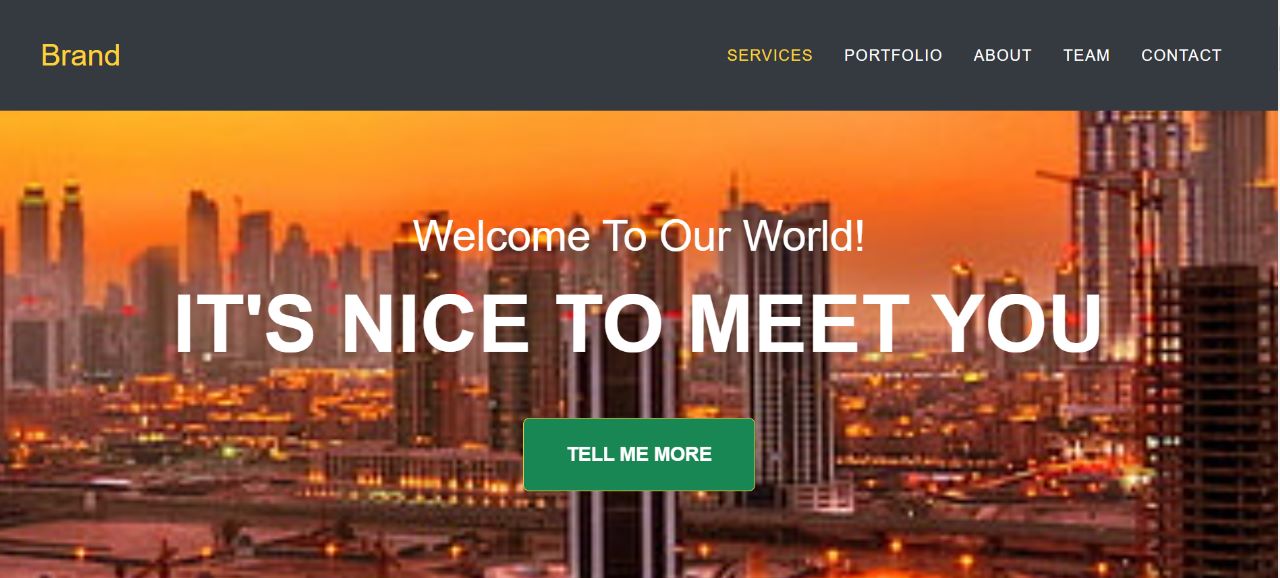 Brand
SERVICES PORTFOLIO ABOUT TEAM CONTACT
Welcome To Our World!
IT'S NICE TO MEET YOU
TELL ME MORE